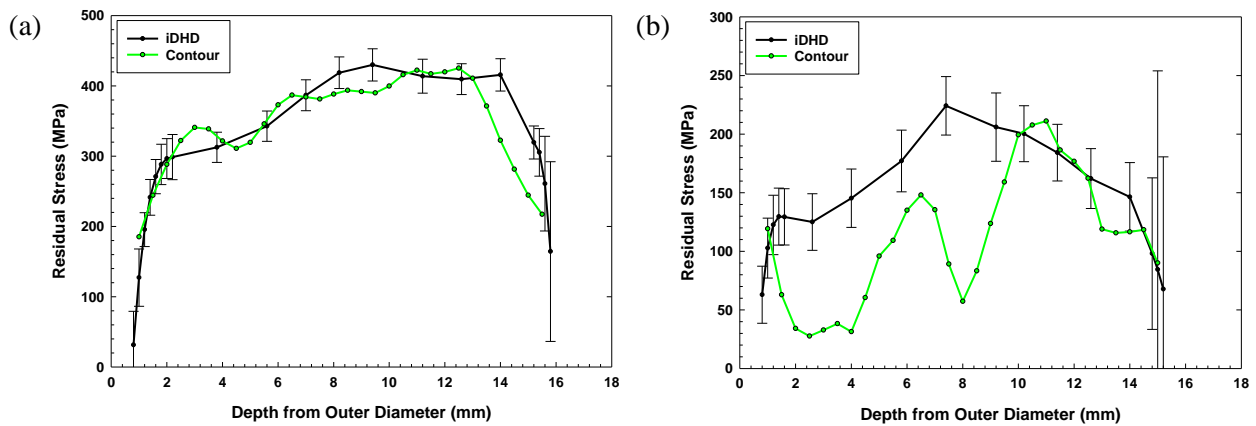 (a)
500
400
300
200
100
0
Residual Stress (MPa)
iDHD
Contour
0 2 4 6 8 10 12 14 16 18
Depth from Outer Diameter (mm)
(b)
300
250
200
150
100
50
0
Residual Stress (MPa)
iDHD
Contour
0 2 4 6 8 10 12 14 16 18
Depth from Outer Diameter (mm)